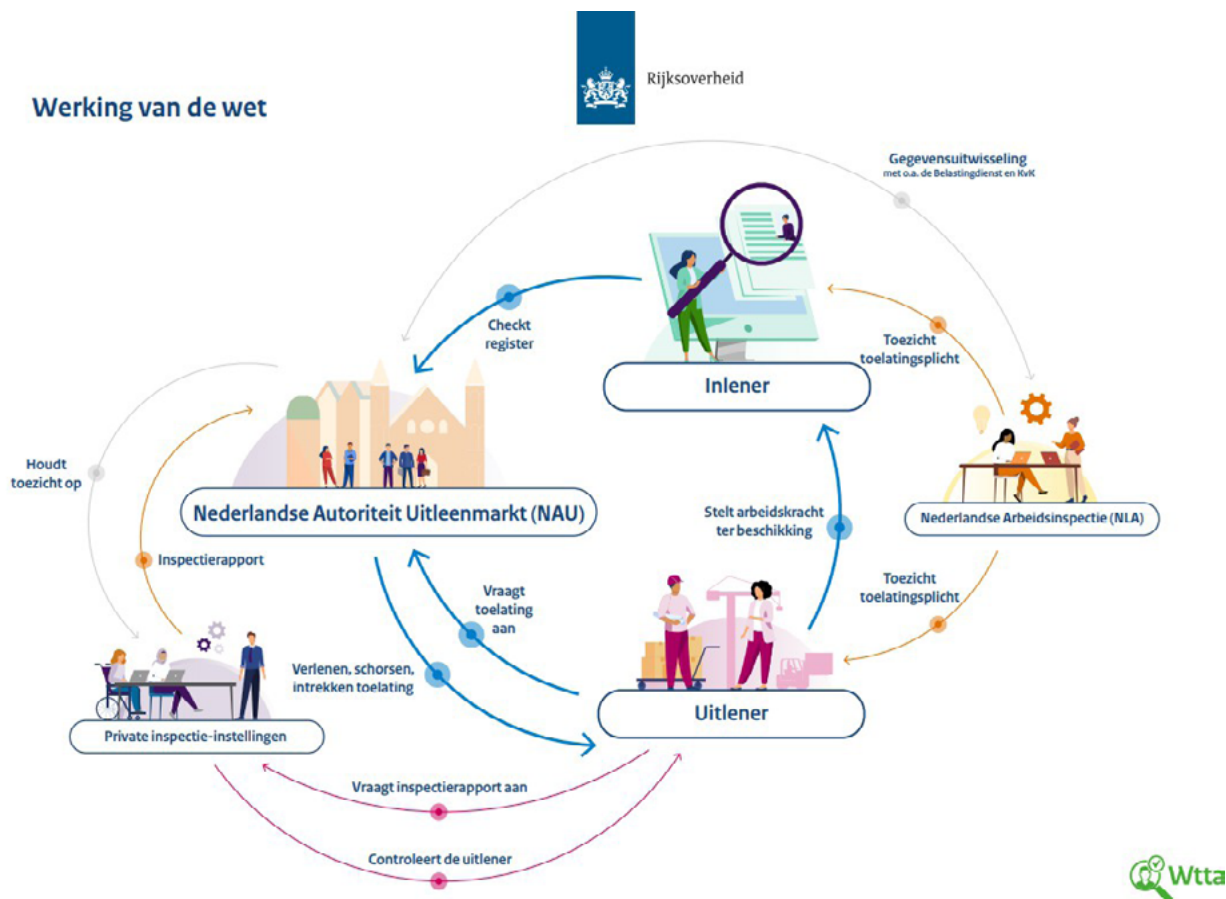 Rijksoverheid
Werking van de wet
Gegevensuitwisseling
met o.a. de Belastingdienst en KvK
Checkt
register
Toezicht
toelatingsplicht
Inlener
Houdt
toezicht op
Nederlandse Autoriteit Uitleenmarkt (NAU)
Stelt arbeidskracht
ter beschikking
Nederlandse Arbeidsinspectie (NLA)
Inspectierapport
Vraagt
toelating
aan
Toezicht
toelatingsplicht
Verlenen, schorsen,
intrekken toelating
Uitlener
Private inspectie-instellingen
Vraagt inspectierapport aan
Controleert de uitlener
Wtta